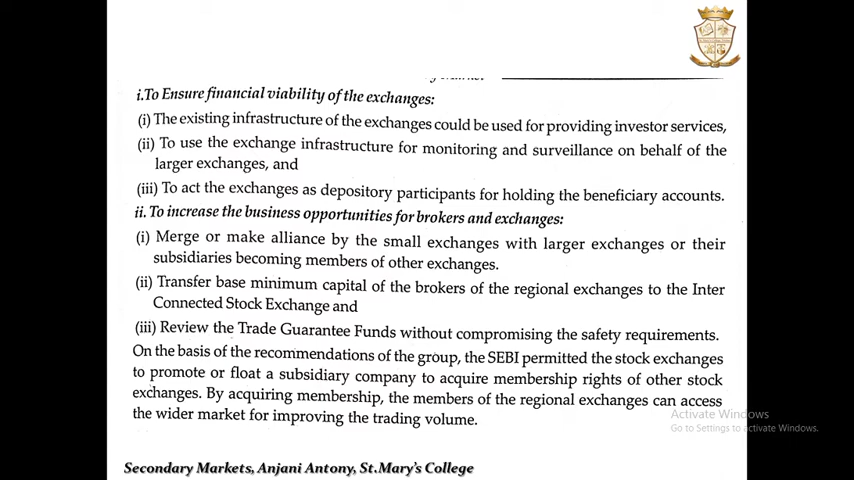 i.To Ensure financial viability of the exchanges:
(i) The existing infrastructure of the exchanges could be used for providing investor services,
(ii) To use the exchange infrastructure for monitoring and surveillance on behalf of the
larger exchanges, and
(iii) To act the exchanges as depository participants for holding the beneficiary accounts.
ii. To increase the business opportunities for brokers and exchanges:
(i) Merge or make alliance by the small exchanges with larger exchanges or their
subsidiaries becoming members of other exchanges.
(ii) Transfer base minimum capital of the brokers of the regional exchanges to the Inter
Connected Stock Exchange and
(iii) Review the Trade Guarantee Funds without compromising the safety requirements.
On the basis of the recommendations of the group, the SEBI permitted the stock exchanges
to promote or float a subsidiary company to acquire membership rights of other stock
exchanges. By acquiring membership, the members of the regional exchanges can access
the wider market for improving the trading volume.
Activate Windows
Go to Settings to activate Windows.
Secondary Markets, Anjani Antony, St.Mary's College